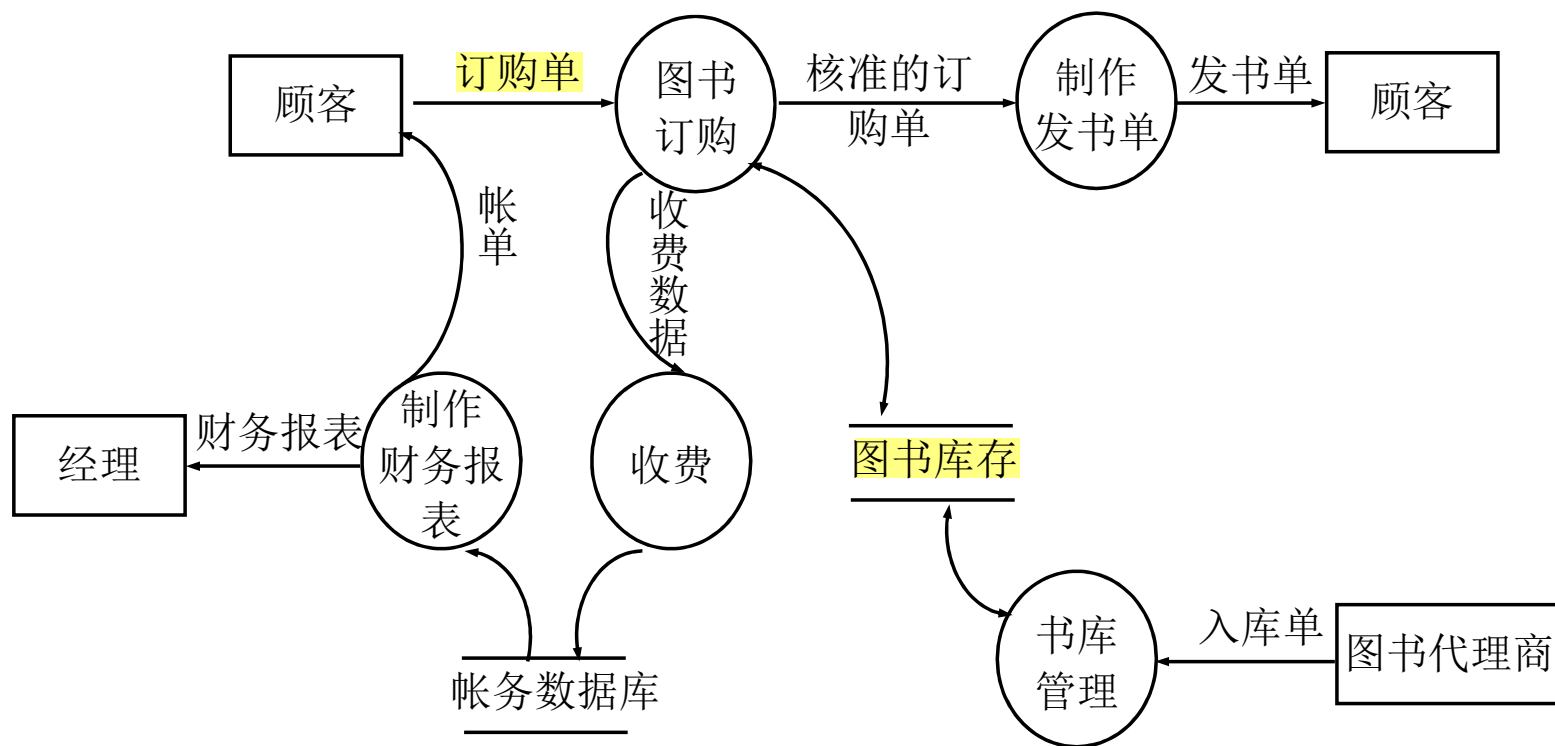 顾客
订购单
图书
订购
核准的订
购单
制作
发书单
发书单
顾客
帐单
收费数据
经理
财务报表
制作
财务报
表
收费
图书库存
帐务数据库
书库
管理
入库单
图书代理商